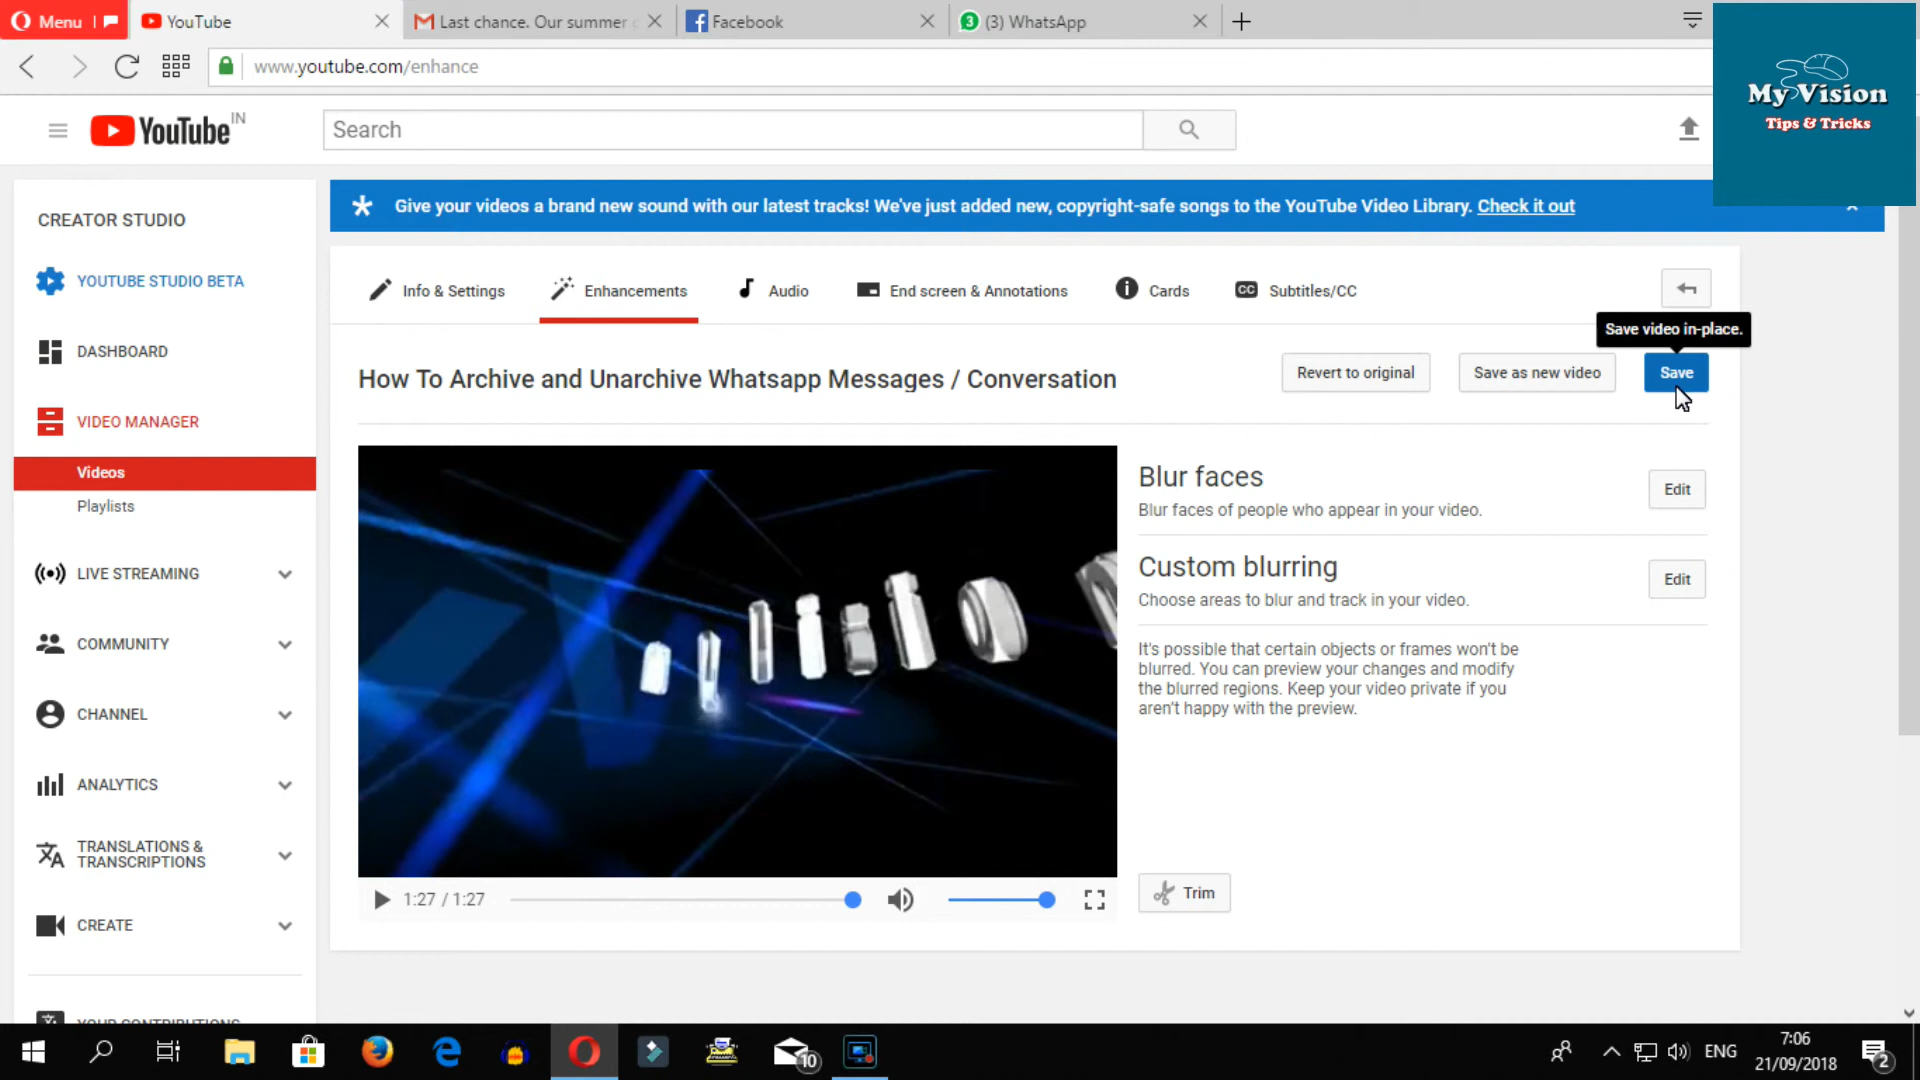 Menu
YouTube
Last chance. Our summer
Facebook
(3) WhatsApp
www.youtube.com/enhance
My Vision
Tips & Tricks
YouTube IN
Search
Give your videos a brand new sound with our latest tracks! We've just added new, copyright-safe songs to the YouTube Video Library. Check it out
CREATOR STUDIO
YOUTUBE STUDIO BETA
DASHBOARD
VIDEO MANAGER
Videos
Playlists
LIVE STREAMING
COMMUNITY
CHANNEL
ANALYTICS
TRANSLATIONS &
TRANSCRIPTIONS
CREATE
YOUR CONTRIBUTIONS
Info & Settings
Enhancements
Audio
End screen & Annotations
Cards
CC Subtitles/CC
Save video in-place.
How To Archive and Unarchive Whatsapp Messages / Conversation
Revert to original
Save as new video
Save
Blur faces
Edit
Blur faces of people who appear in your video.
Custom blurring
Edit
Choose areas to blur and track in your video.
It's possible that certain objects or frames won't be
blurred. You can preview your changes and modify
the blurred regions. Keep your video private if you
aren't happy with the preview.
1:27 / 1:27
Trim
10
ENG
7:06
21/09/2018
2